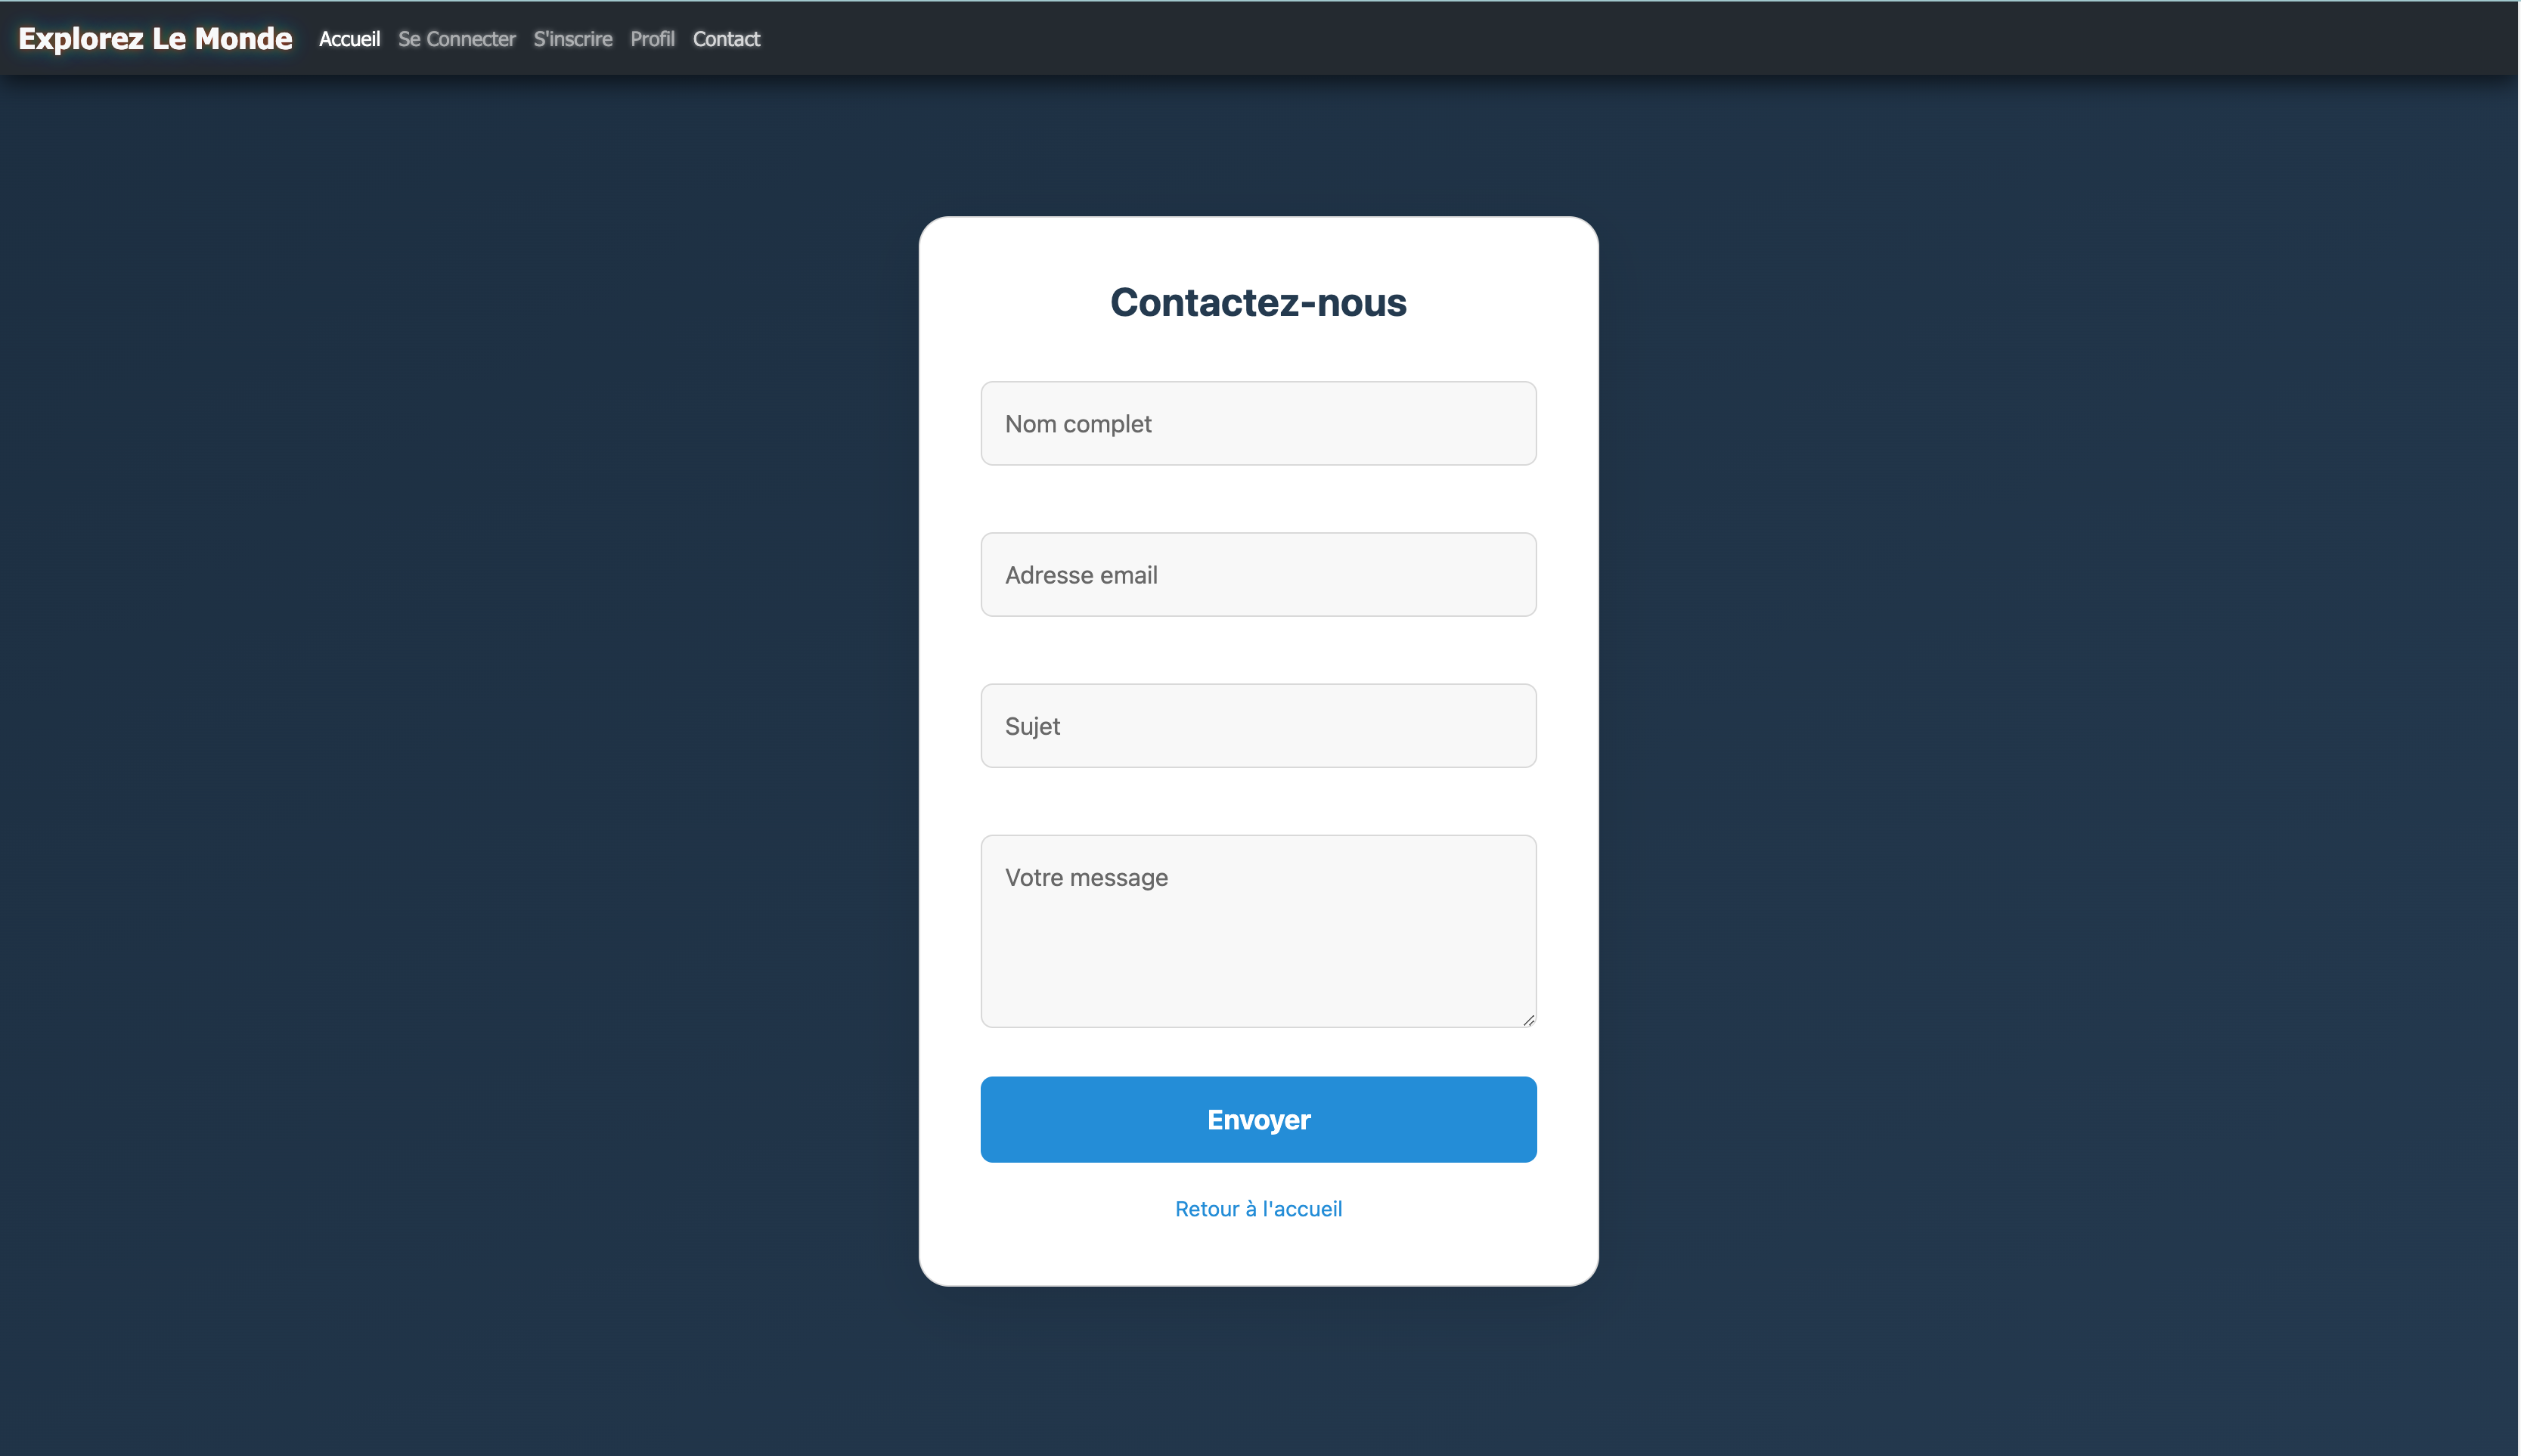 Explorez Le Monde Accueil Se Connecter S'inscrire Profil Contact
Contactez-nous
Nom complet
Adresse email
Sujet
Votre message
Envoyer
Retour à l'accueil